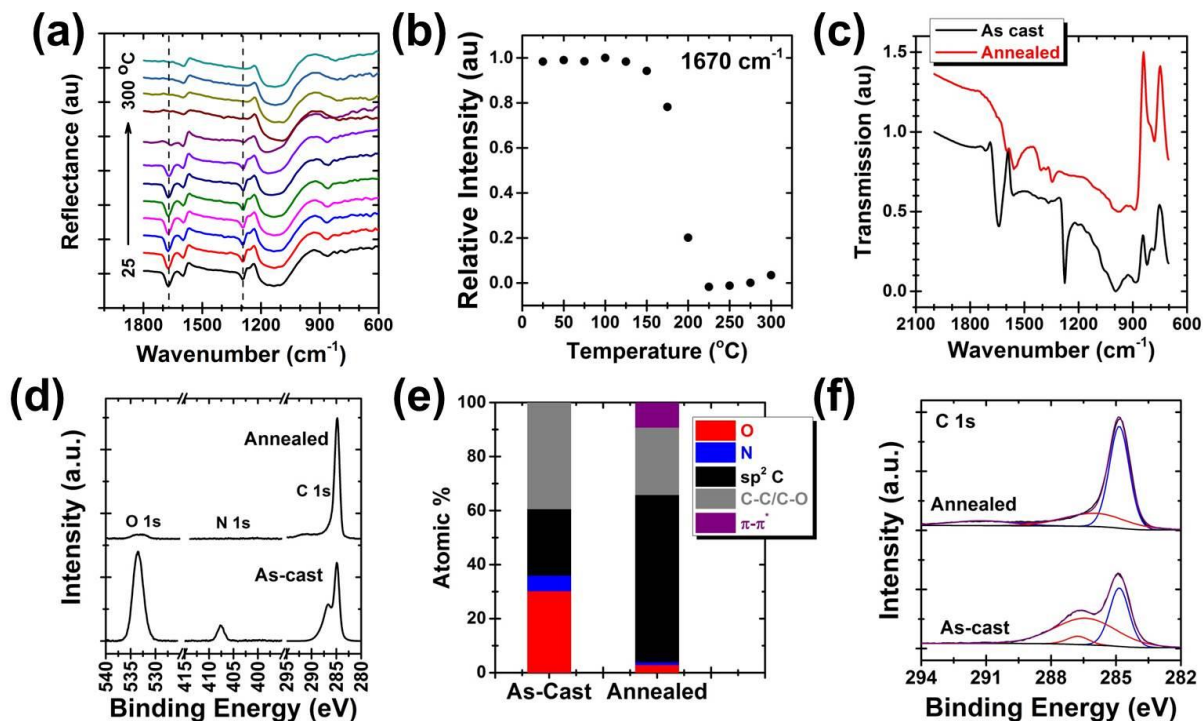 (a)
Reflectance (au)
25
300 °C
1800 1500 1200 900 600
Wavenumber (cm-1)
(b)
1670 cm-1
Relative Intensity (au)
1.0
0.8
0.6
0.4
0.2
0.0
0 50 100 150 200 250 300
Temperature (°C)
(c)
As cast
Annealed
Transmission (au)
1.5
1.0
0.5
0.0
2100 1800 1500 1200 900 600
Wavenumber (cm-1)
(d)
Annealed
C 1s
O 1s
N 1s
As-cast
Intensity (a.u.)
540 535 530 415 410 405 400 295 290 285 280
Binding Energy (eV)
(e)
Atomic %
100
80
60
40
20
0
As-Cast Annealed
O
N
sp2 C
C-C/C-O
π-π*
(f)
C 1s
Annealed
As-cast
Intensity (a.u.)
294 291 288 285 282
Binding Energy (eV)